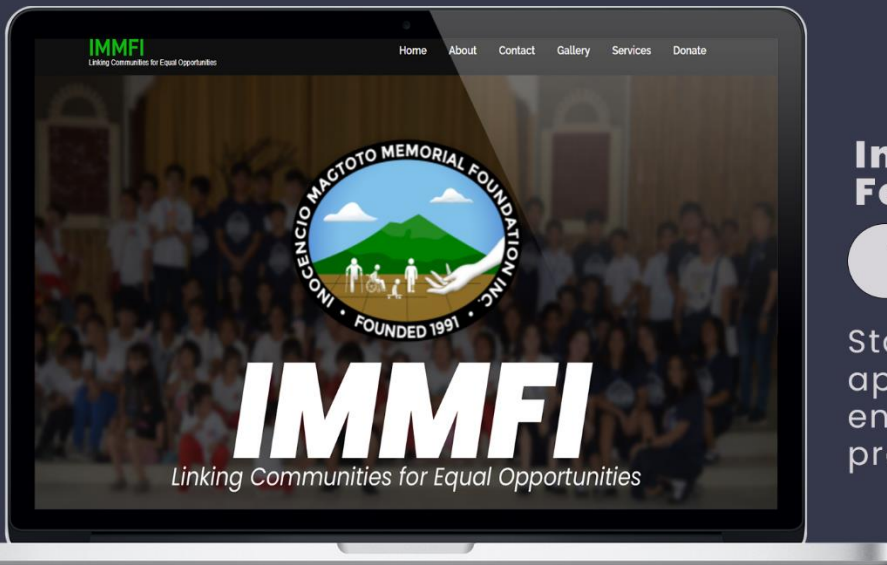 IMMFI
Linking Communities for Equal Opportunities
Home About Contact Gallery Services Donate
INOCENCIO MAGTOTO MEMORIAL FOUNDATION INC.
• FOUNDED 1991 •
IMMFI
Linking Communities for Equal Opportunities